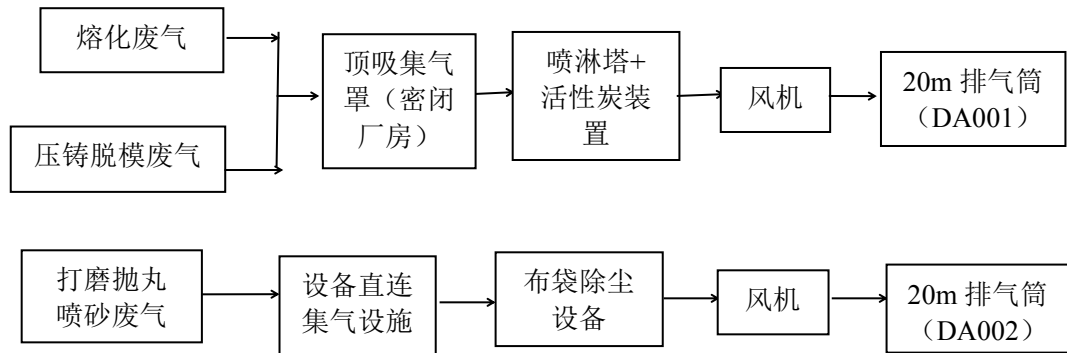 熔化废气
压铸脱模废气
顶吸集气
罩（密闭
厂房）
喷淋塔+
活性炭装
置
风机
20m 排气筒
（DA001）
打磨抛丸
喷砂废气
设备直连
集气设施
布袋除尘
设备
风机
20m 排气筒
（DA002）